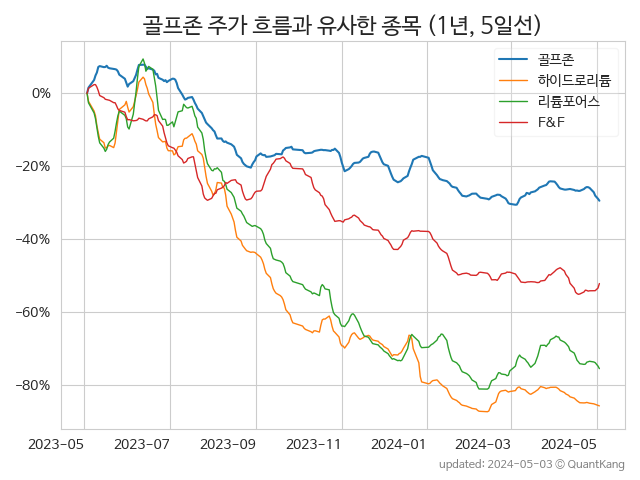 골프존 주가 흐름과 유사한 종목 (1년, 5일선)
골프존
하이드로리튬
리튬포어스
F&F
0%
−20%
−40%
−60%
−80%
2023-05
2023-07
2023-09
2023-11
2024-01
2024-03
2024-05
updated: 2024-05-03 © QuantKang